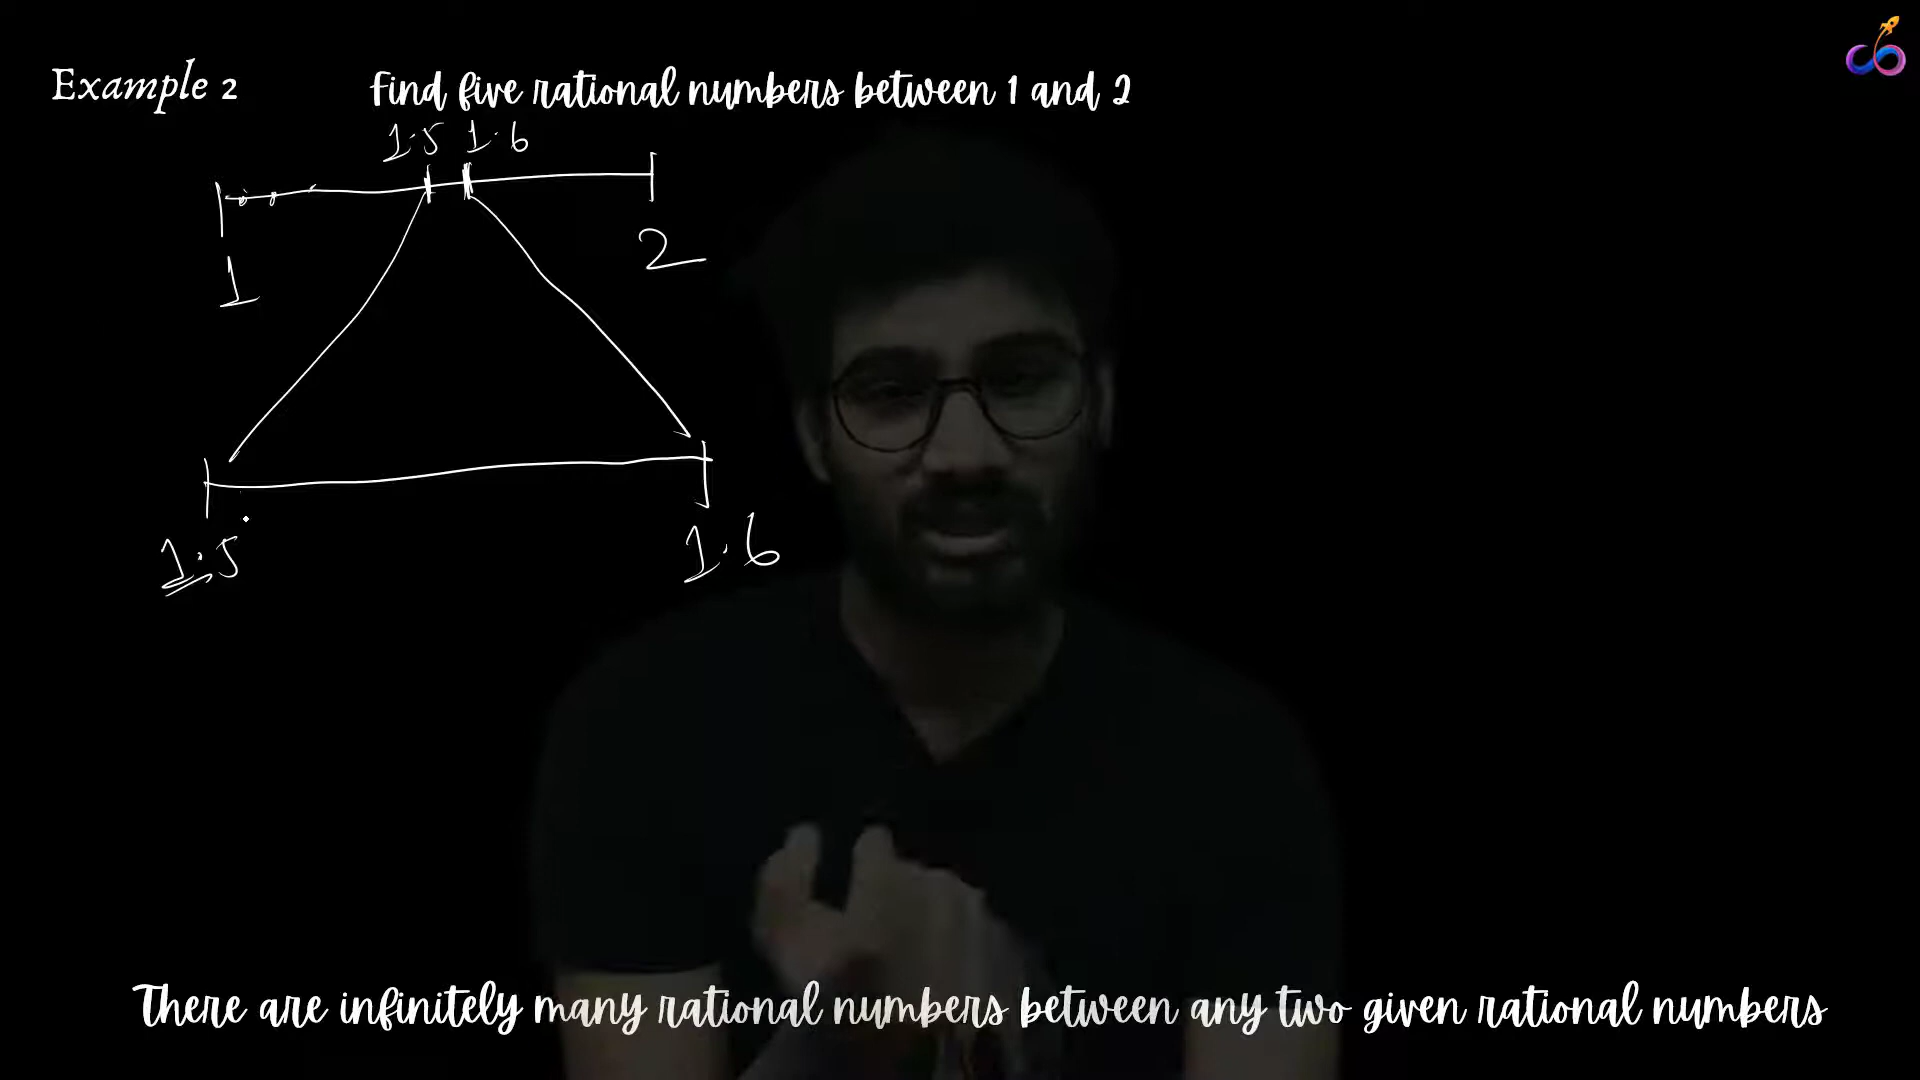 Example 2
Find five rational numbers between 1 and 2
1.5 1.6
1 2
1.5 1.6
There are infinitely many rational numbers between any two given rational numbers